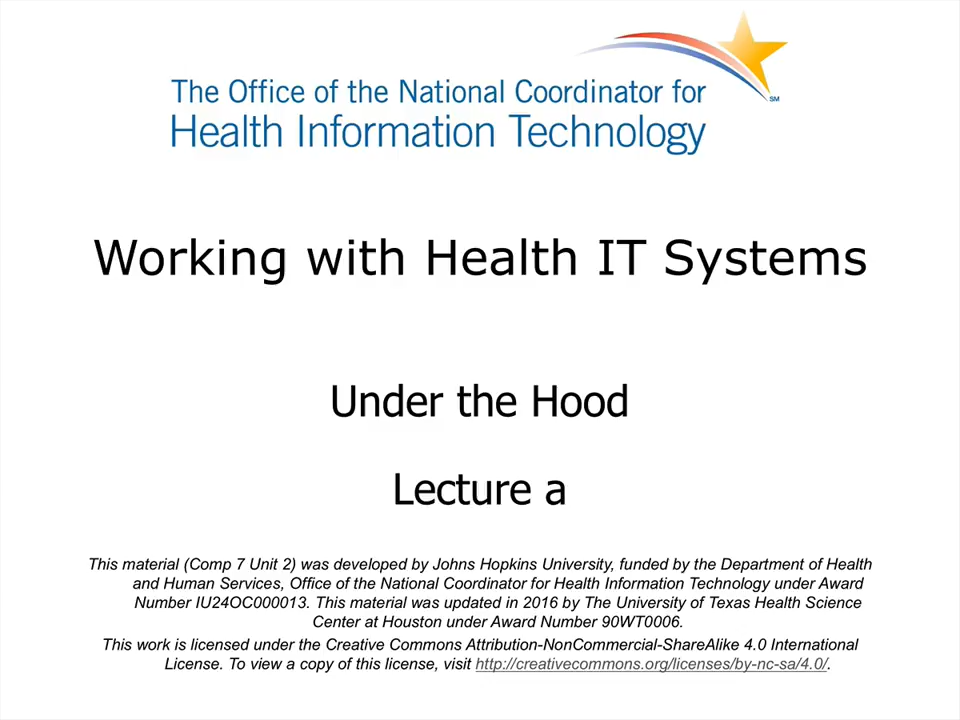 The Office of the National Coordinator for
Health Information Technology
SM
Working with Health IT Systems
Under the Hood
Lecture a
This material (Comp 7 Unit 2) was developed by Johns Hopkins University, funded by the Department of Health
and Human Services, Office of the National Coordinator for Health Information Technology under Award
Number IU24OC000013. This material was updated in 2016 by The University of Texas Health Science
Center at Houston under Award Number 90WT0006.
This work is licensed under the Creative Commons Attribution-NonCommercial-ShareAlike 4.0 International
License. To view a copy of this license, visit http://creativecommons.org/licenses/by-nc-sa/4.0/.